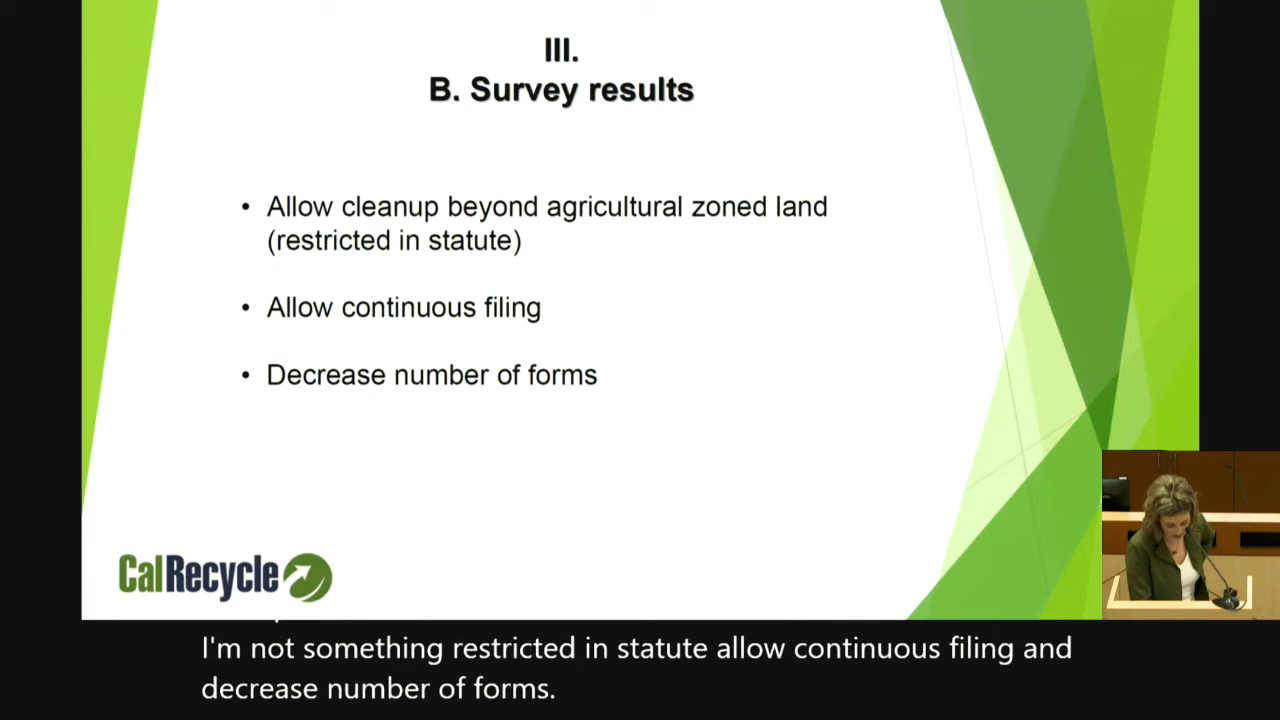 III.
B. Survey results
• Allow cleanup beyond agricultural zoned land
(restricted in statute)
• Allow continuous filing
• Decrease number of forms
CalRecycle
I'm not something restricted in statute allow continuous filing and
decrease number of forms.